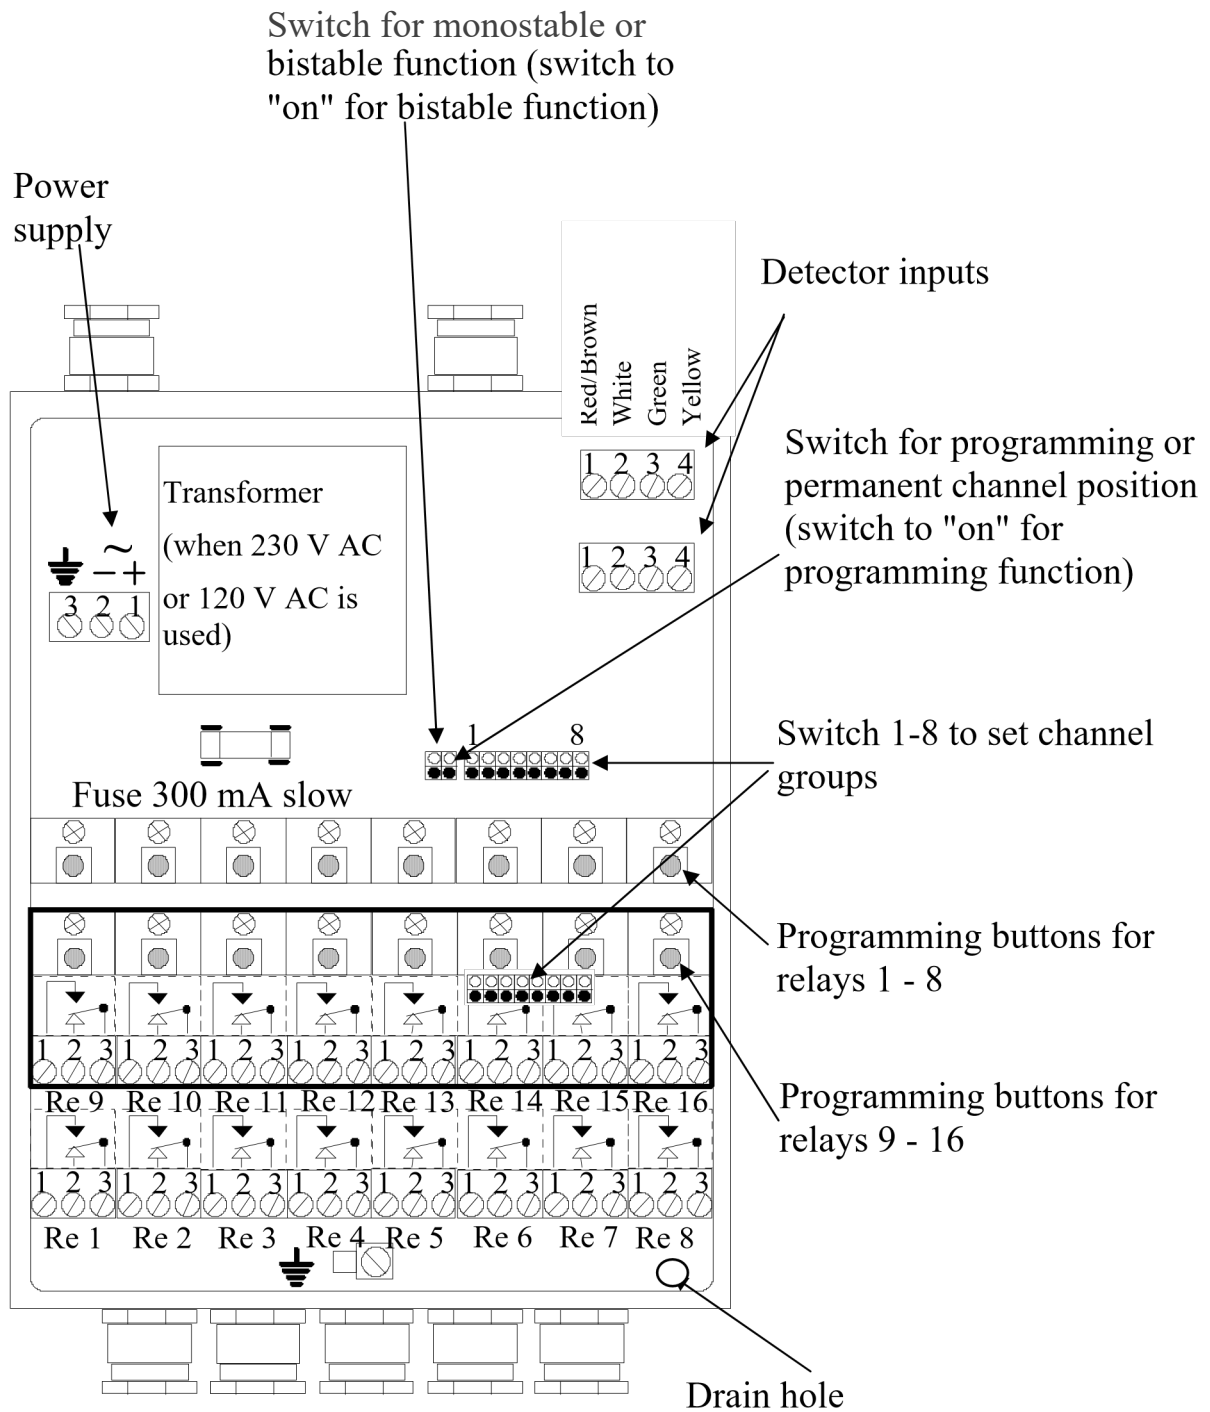 Switch for monostable or
bistable function (switch to
"on" for bistable function)
Power
supply
Detector inputs
Red/Brown
White
Green
Yellow
Switch for programming or
permanent channel position
(switch to "on" for
programming function)
1 2 3 4
1 2 3 4
Transformer
(when 230 V AC
or 120 V AC is
used)
~
− +
3 2 1
1 8
Switch 1-8 to set channel
groups
Fuse 300 mA slow
Programming buttons for
relays 1 - 8
1 2 3 1 2 3 1 2 3 1 2 3 1 2 3 1 2 3 1 2 3 1 2 3
Re 9 Re 10 Re 11 Re 12 Re 13 Re 14 Re 15 Re 16
Programming buttons for
relays 9 - 16
1 2 3 1 2 3 1 2 3 1 2 3 1 2 3 1 2 3 1 2 3 1 2 3
Re 1 Re 2 Re 3 Re 4 Re 5 Re 6 Re 7 Re 8
Drain hole